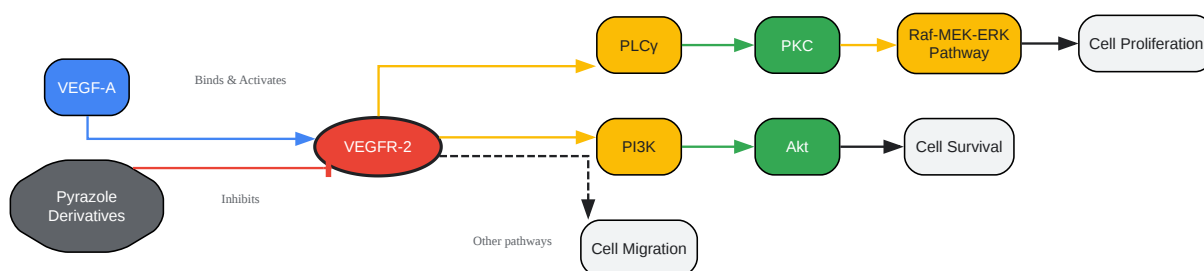 PLCγ
PKC
Raf-MEK-ERK
Pathway
Cell Proliferation
VEGF-A
Binds & Activates
VEGFR-2
PI3K
Akt
Cell Survival
Pyrazole
Derivatives
Inhibits
Other pathways
Cell Migration